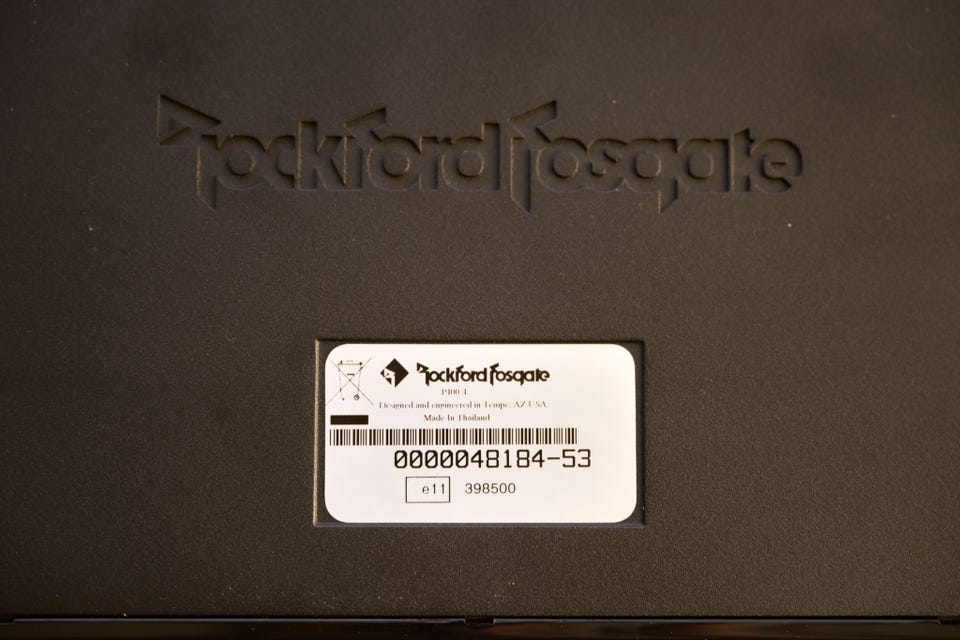 Rockford Fosgate
Rockford Fosgate
P400-4
Designed and engineered in Tempe, AZ USA.
Made In Thailand
0000048184-53
e11 398500